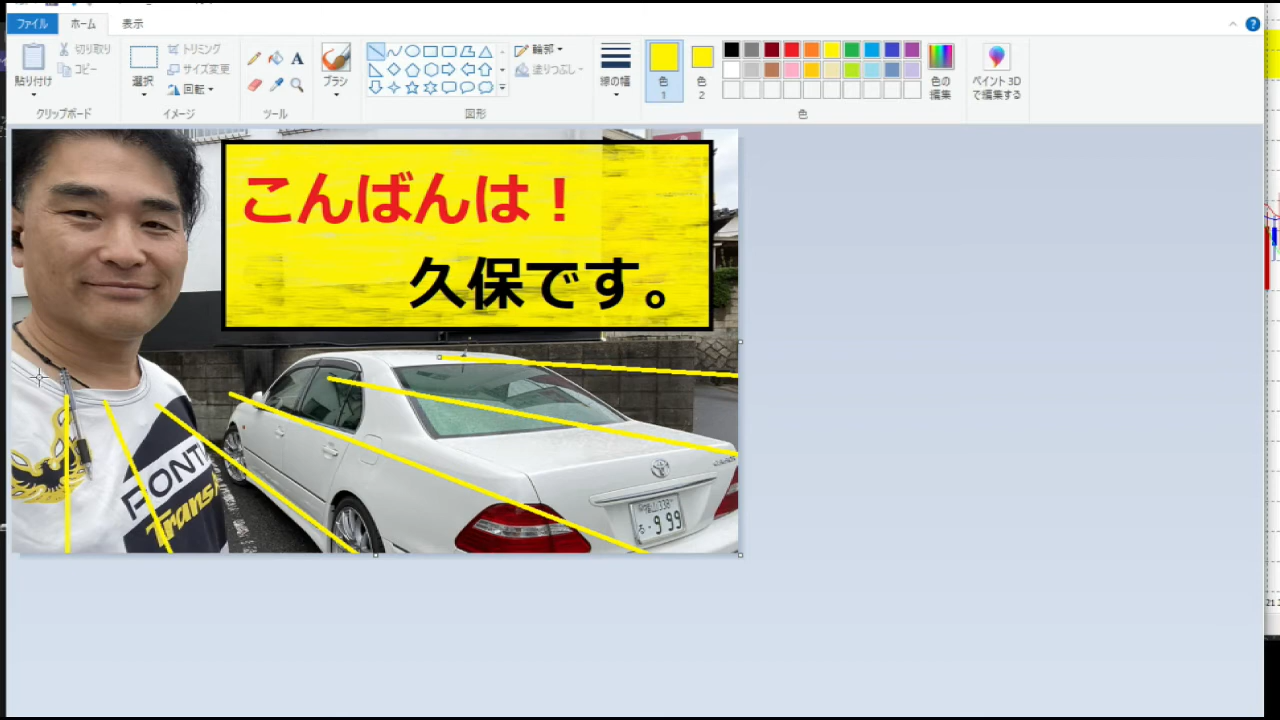 ファイル ホーム 表示
貼り付け
切り取り
コピー
クリップボード
選択
トリミング
サイズ変更
回転
イメージ
A
ツール
ブラシ
輪郭
塗りつぶし
図形
線の幅
色
1
色
2
色の
編集
色
ペイント 3D
で編集する
こんばんは！
久保です。
PONT
Trans
999